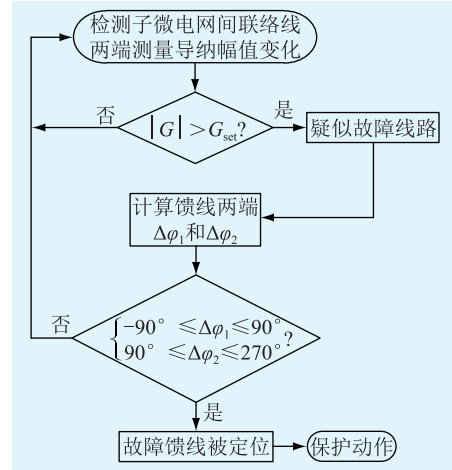 检测子微电网间联络线
两端测量导纳幅值变化
否
|G|>G_set?
是
疑似故障线路
计算馈线两端
Δφ₁和Δφ₂
否
-90° ≤Δφ₁≤90°
90° ≤Δφ₂≤270°
?
是
故障馈线被定位
保护动作